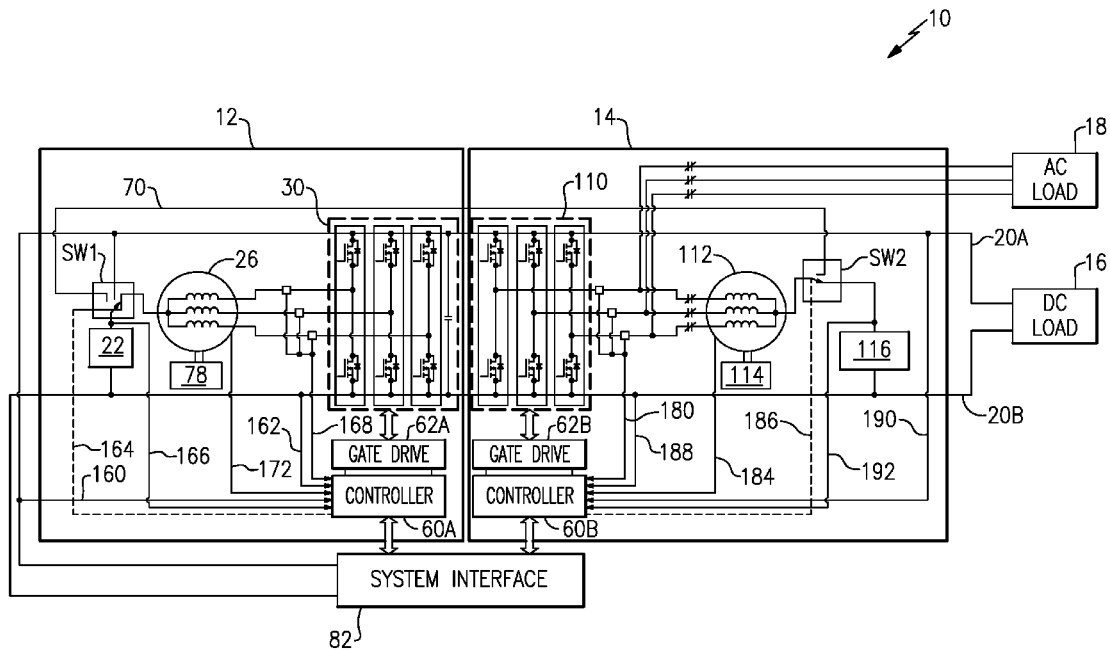 10
12
14
18
AC
LOAD
70
30
110
20A
SW1
26
112
SW2
16
DC
LOAD
22
78
114
116
20B
162
168
62A
62B
180
186
190
164
166
172
GATE DRIVE
GATE DRIVE
188
192
160
CONTROLLER
CONTROLLER
184
60A
60B
SYSTEM INTERFACE
82